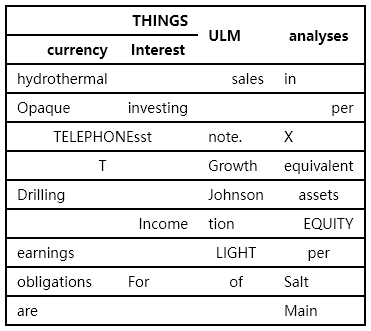 THINGS ULM analyses
currency Interest
hydrothermal sales in
Opaque investing per
TELEPHONEsst note. X
T Growth equivalent
Drilling Johnson assets
Income tion EQUITY
earnings LIGHT per
obligations For of Salt
are Main